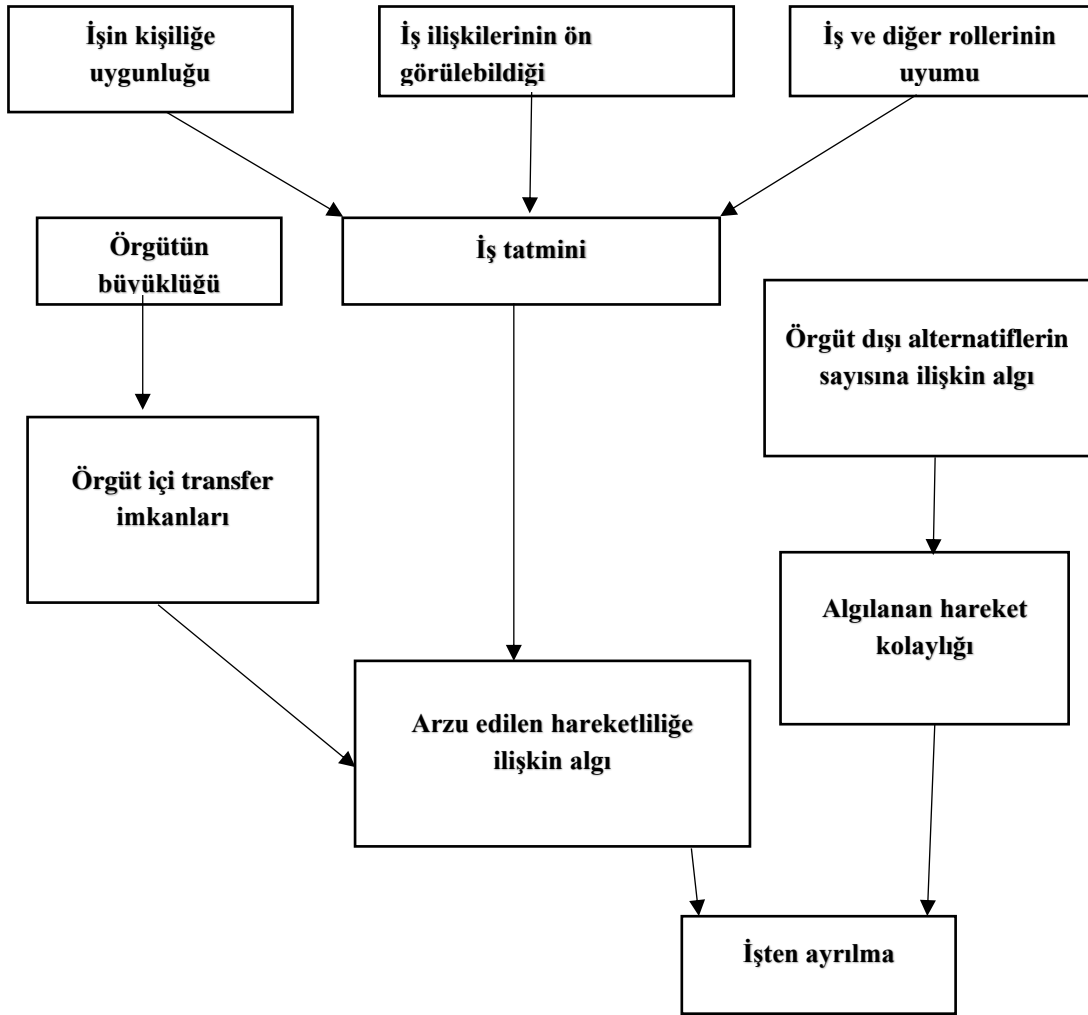 İşin kişiliğe
uygunluğu
İş ilişkilerinin ön
görülebildiği
İş ve diğer rollerinin
uyumu
Örgütün
büyüklüğü
İş tatmini
Örgüt dışı alternatiflerin
sayısına ilişkin algı
Örgüt içi transfer
imkanları
Algılanan hareket
kolaylığı
Arzu edilen hareketliliğe
ilişkin algı
İşten ayrılma